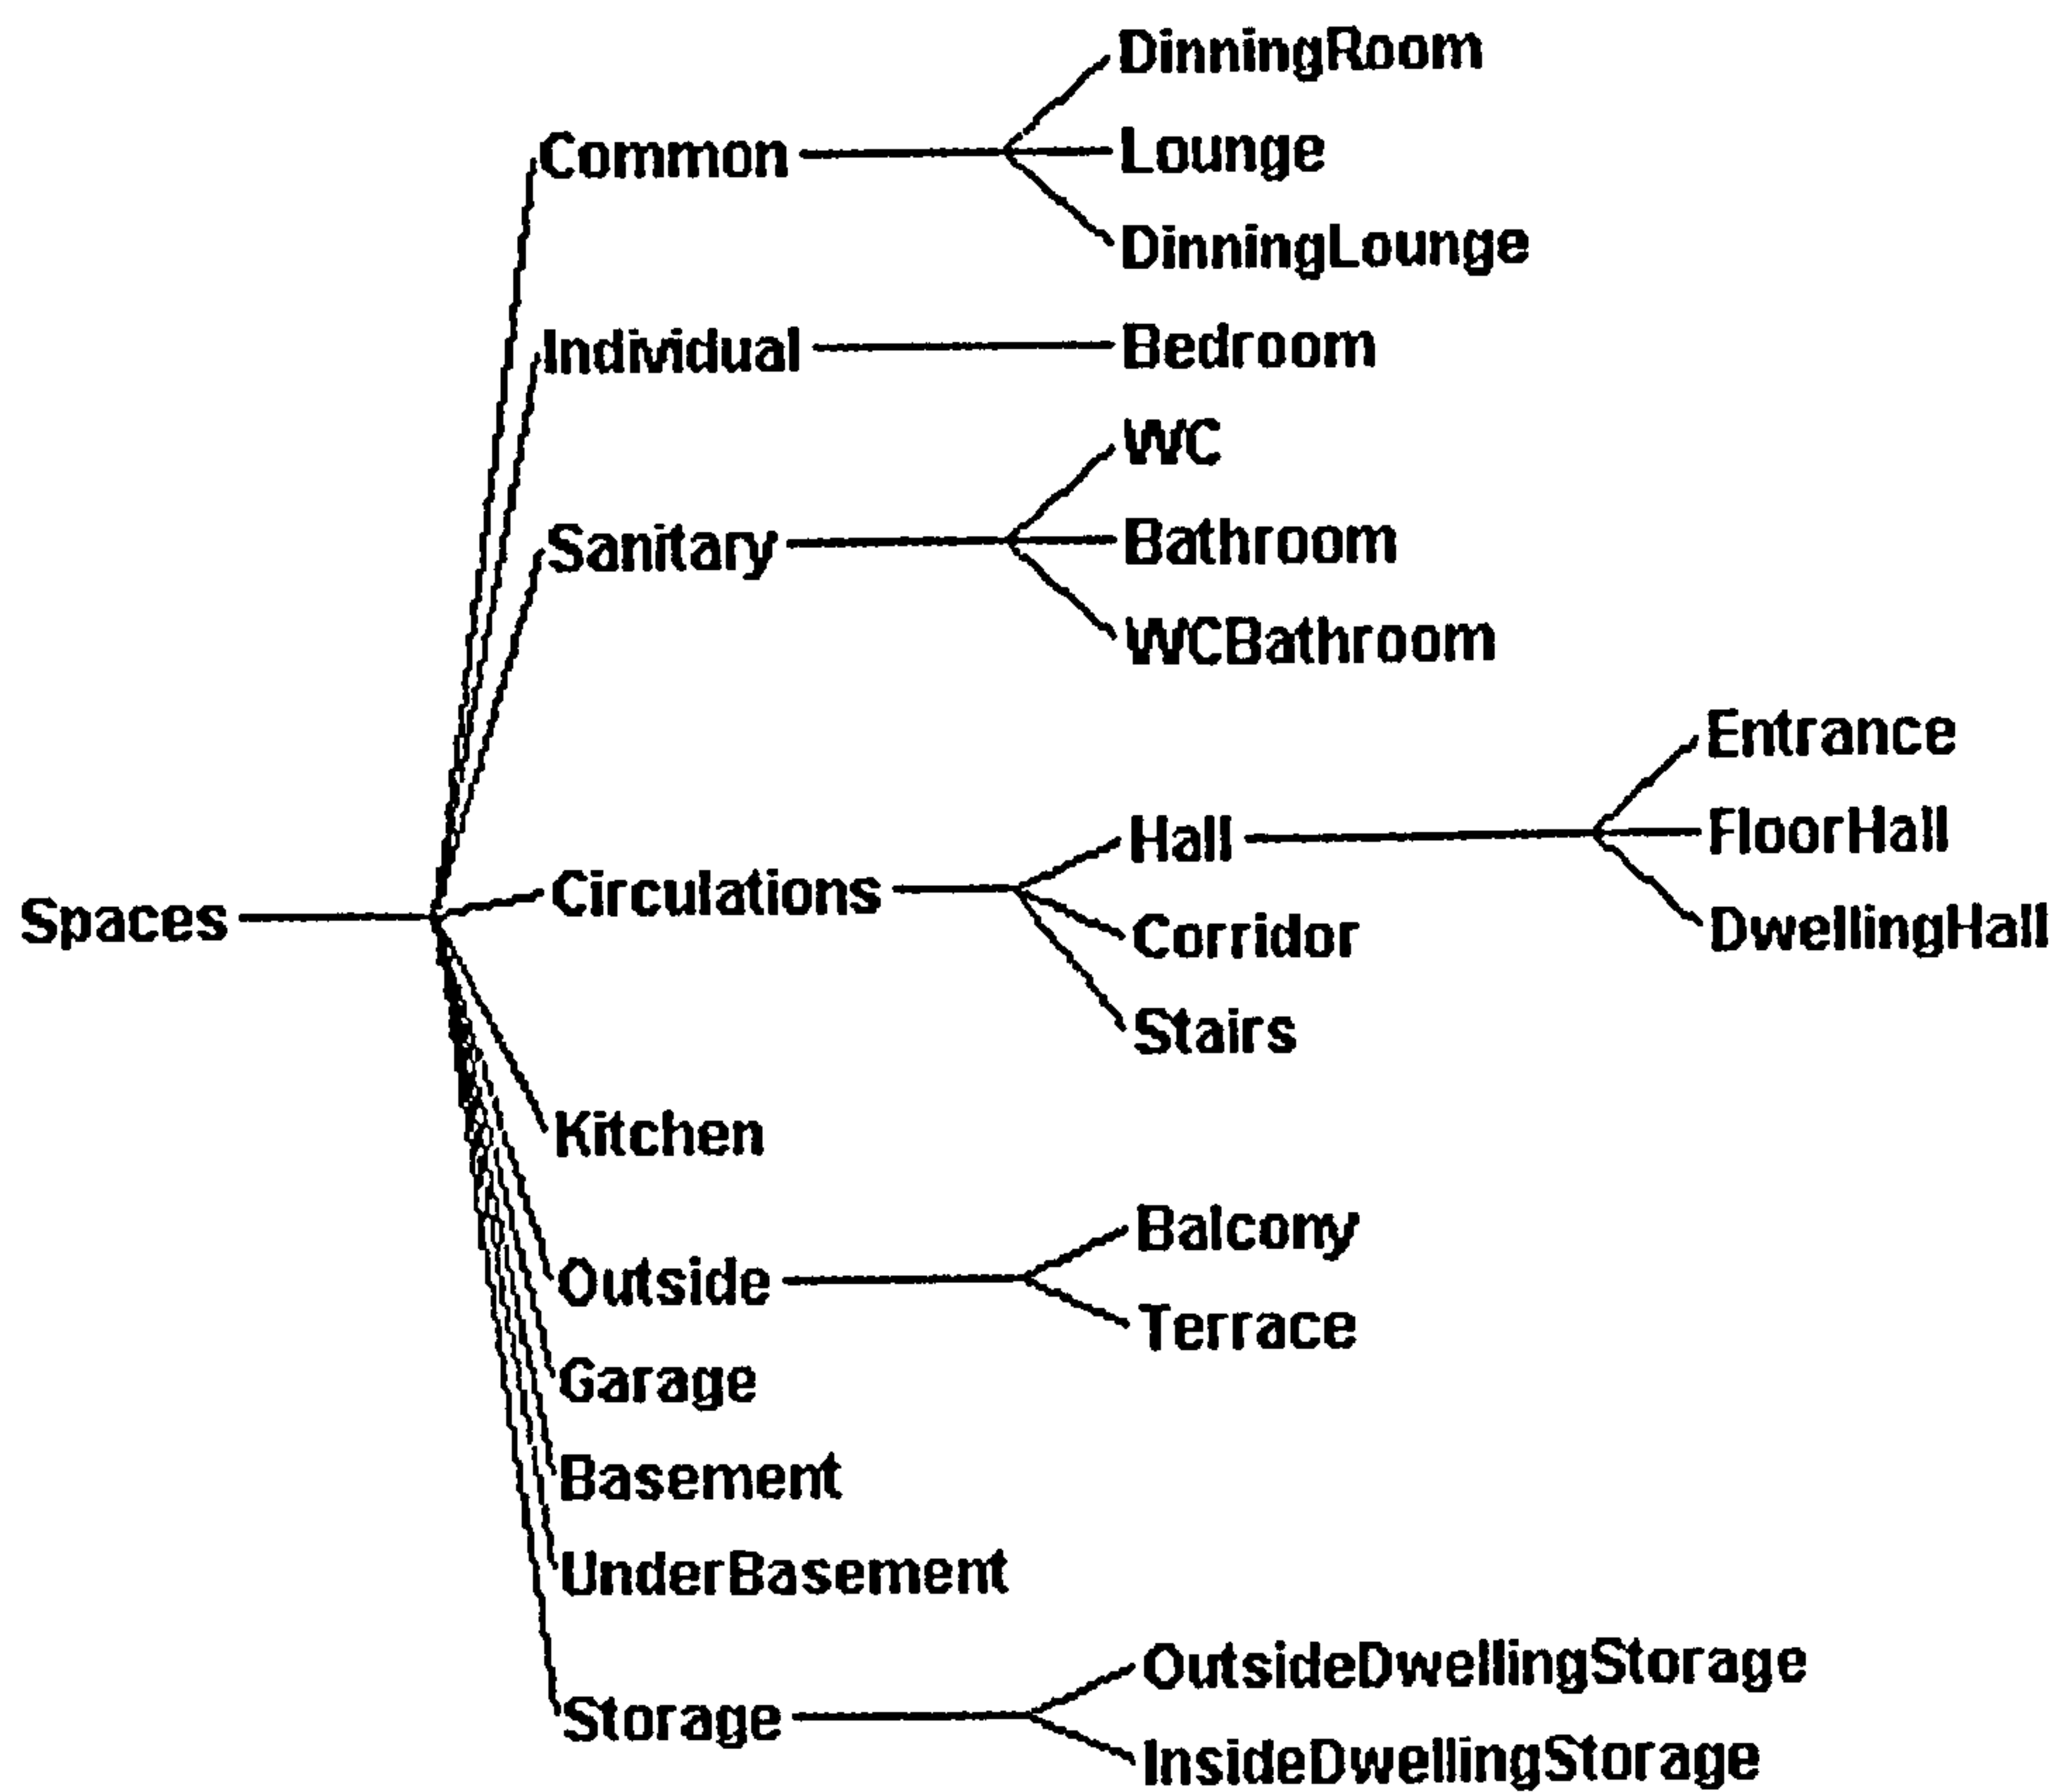 DinningRoom
Common
Lounge
DinningLounge
Individual
Bedroom
WC
Sanitary
Bathroom
WCBathroom
Entrance
Hall
FloorHall
Spaces
Circulations
Corridor
DwellingHall
Stairs
Kitchen
Balcony
Outside
Terrace
Garage
Basement
UnderBasement
OutsideDwellingStorage
Storage
InsideDwellingStorage